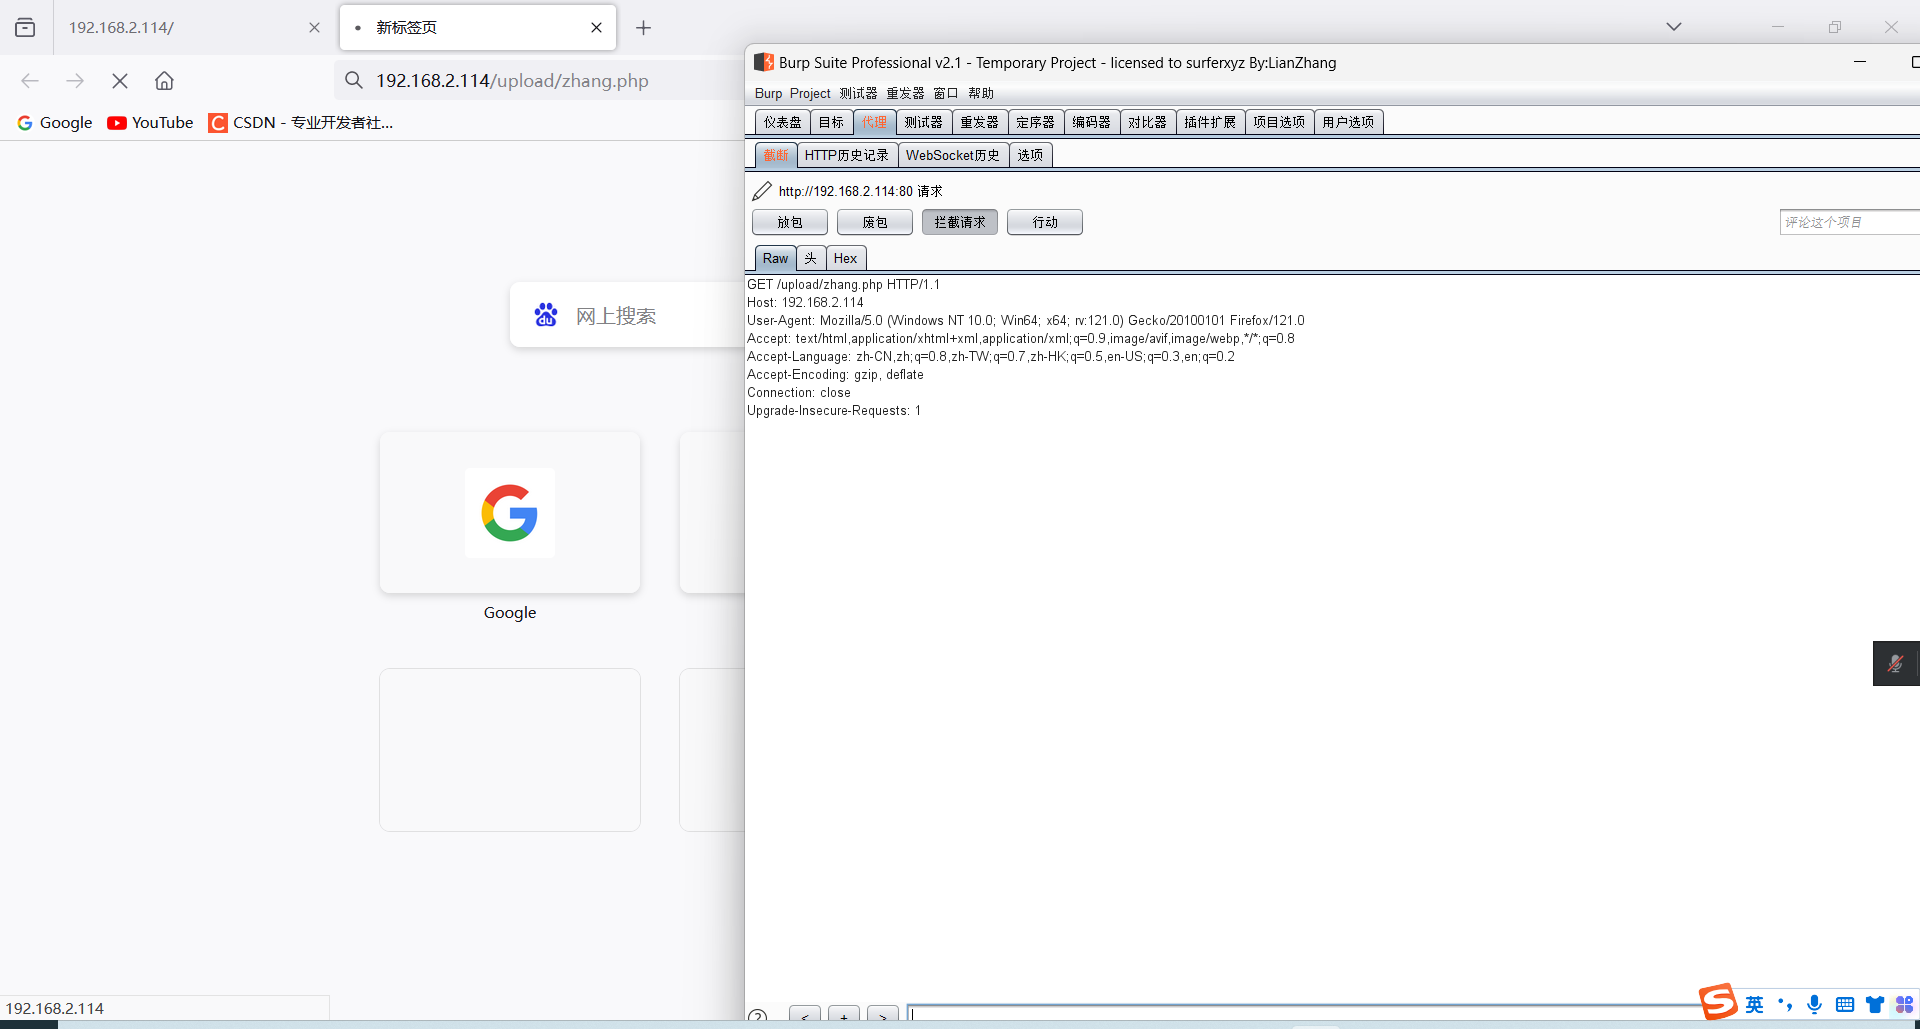 192.168.2.114/
新标签页
192.168.2.114/upload/zhang.php
Google YouTube CSDN - 专业开发者社...
网上搜索
Google
192.168.2.114
Burp Suite Professional v2.1 - Temporary Project - licensed to surferxyz By:LianZhang
Burp Project 测试器 重发器 窗口 帮助
仪表盘 目标 代理 测试器 重发器 定序器 编码器 对比器 插件扩展 项目选项 用户选项
截断 HTTP历史记录 WebSocket历史 选项
http://192.168.2.114:80 请求
放包 废包 拦截请求 行动 评论这个项目
Raw 头 Hex
GET /upload/zhang.php HTTP/1.1
Host: 192.168.2.114
User-Agent: Mozilla/5.0 (Windows NT 10.0; Win64; x64; rv:121.0) Gecko/20100101 Firefox/121.0
Accept: text/html,application/xhtml+xml,application/xml;q=0.9,image/avif,image/webp,*/*;q=0.8
Accept-Language: zh-CN,zh;q=0.8,zh-TW;q=0.7,zh-HK;q=0.5,en-US;q=0.3,en;q=0.2
Accept-Encoding: gzip, deflate
Connection: close
Upgrade-Insecure-Requests: 1
? < + >
英